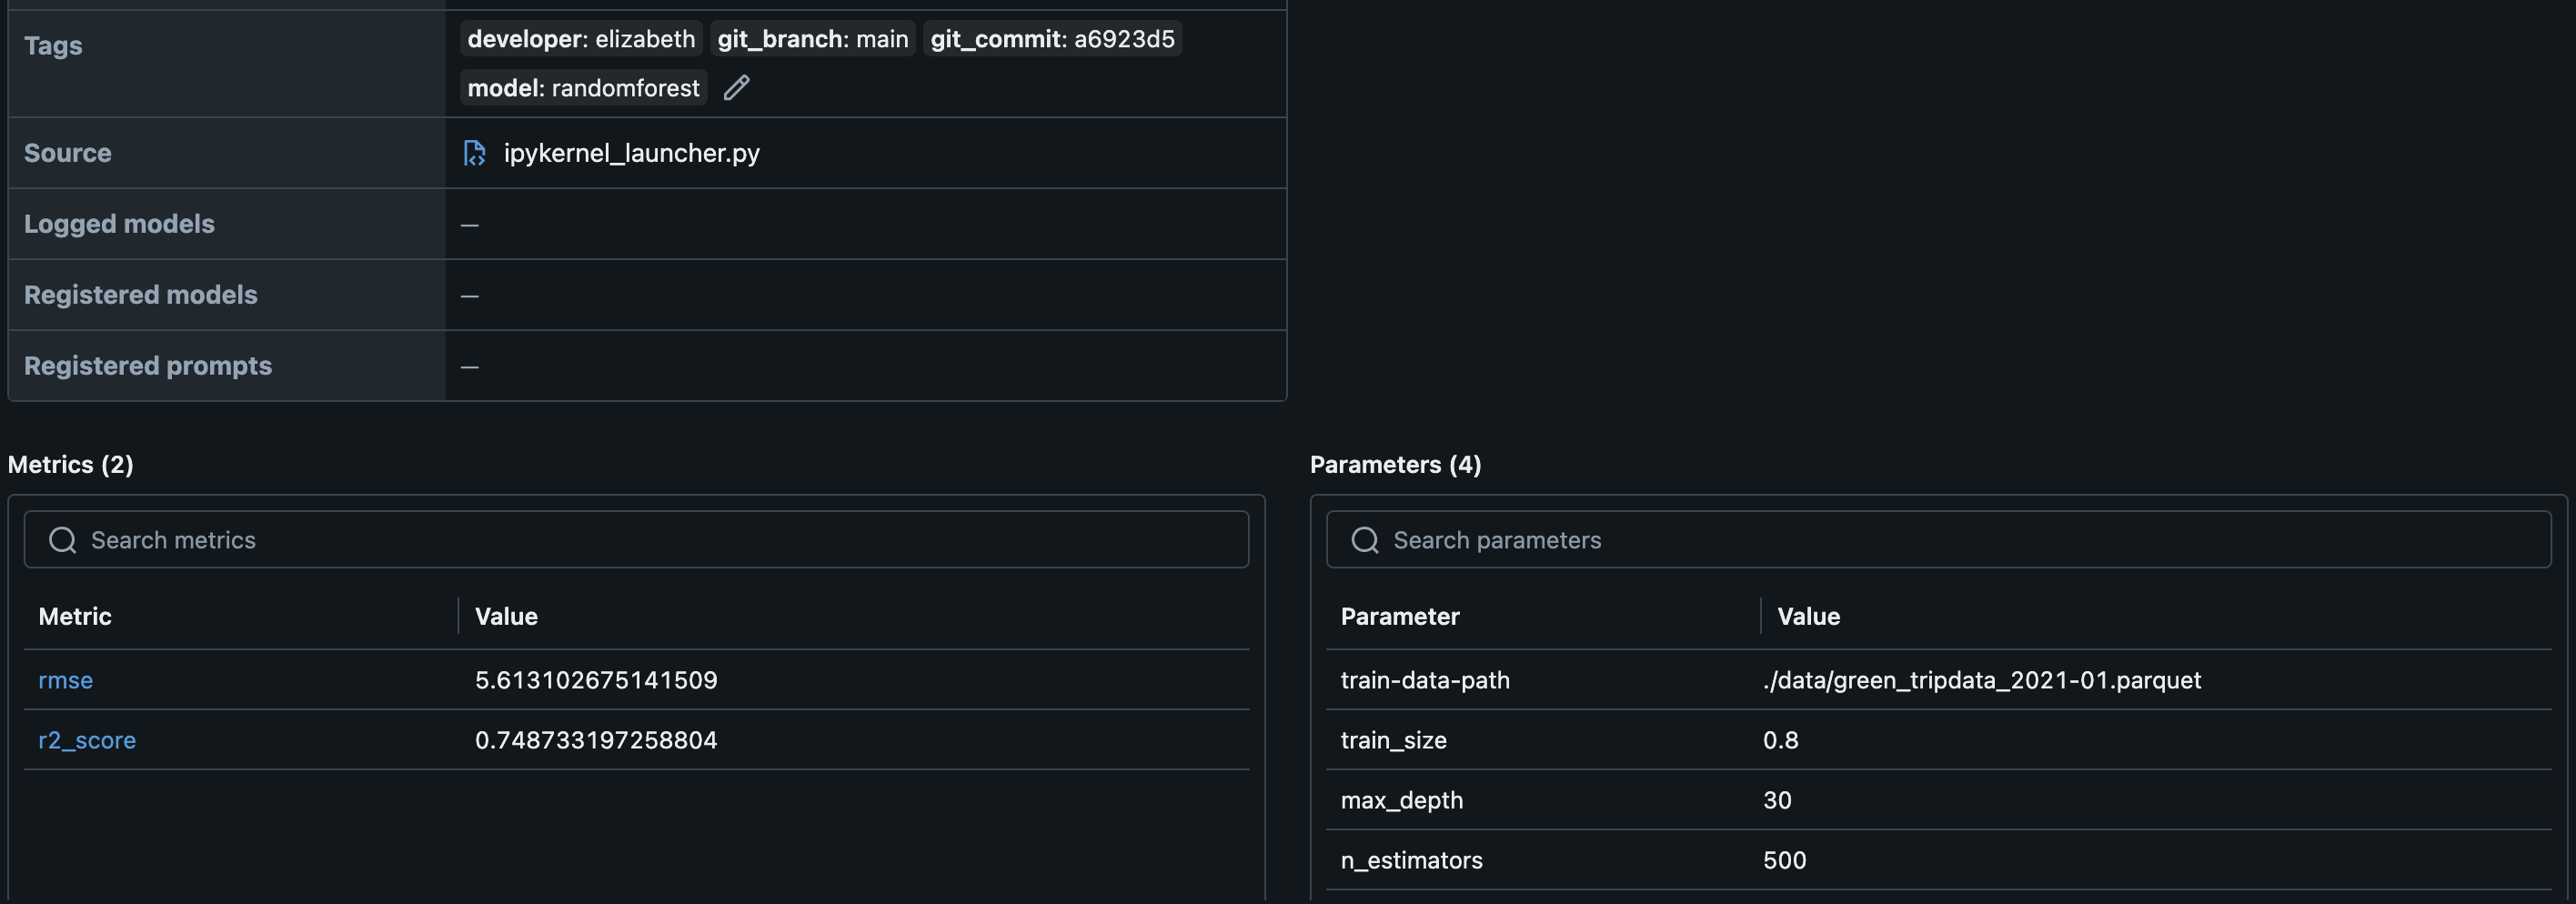 Tags
developer: elizabeth git_branch: main git_commit: a6923d5
model: randomforest
Source
ipykernel_launcher.py
Logged models
—
Registered models
—
Registered prompts
—
Metrics (2)
Search metrics
Metric Value
rmse 5.613102675141509
r2_score 0.748733197258804
Parameters (4)
Search parameters
Parameter Value
train-data-path ./data/green_tripdata_2021-01.parquet
train_size 0.8
max_depth 30
n_estimators 500